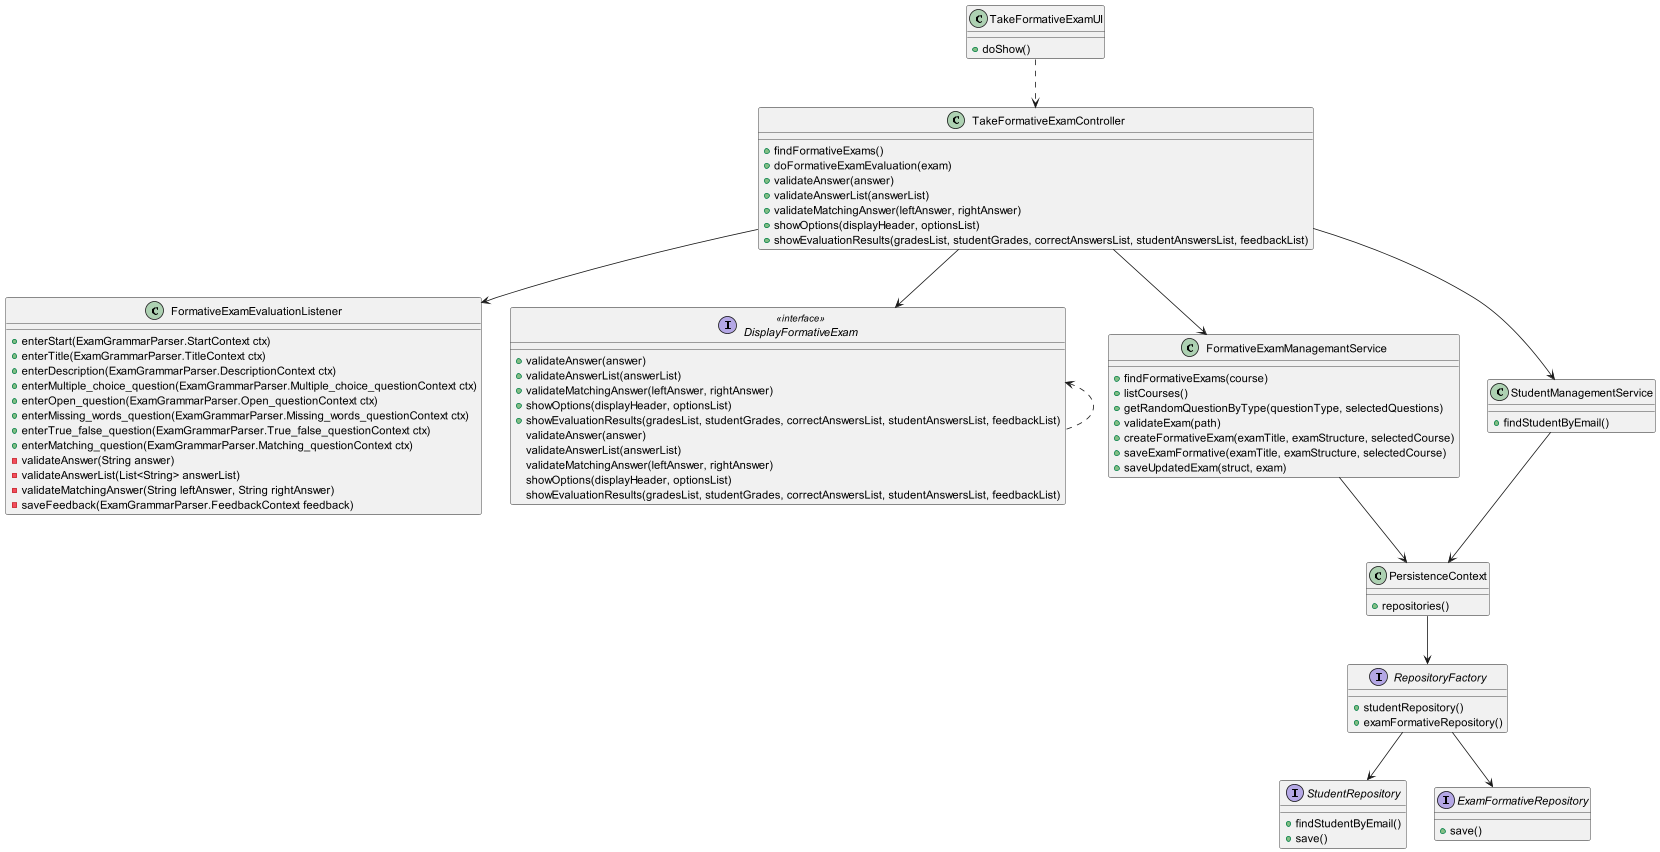 C TakeFormativeExamUI
doShow()
C TakeFormativeExamController
findFormativeExams()
doFormativeExamEvaluation(exam)
validateAnswer(answer)
validateAnswerList(answerList)
validateMatchingAnswer(leftAnswer, rightAnswer)
showOptions(displayHeader, optionsList)
showEvaluationResults(gradesList, studentGrades, correctAnswersList, studentAnswersList, feedbackList)
C FormativeExamEvaluationListener
enterStart(ExamGrammarParser.StartContext ctx)
enterTitle(ExamGrammarParser.TitleContext ctx)
enterDescription(ExamGrammarParser.DescriptionContext ctx)
enterMultiple_choice_question(ExamGrammarParser.Multiple_choice_questionContext ctx)
enterOpen_question(ExamGrammarParser.Open_questionContext ctx)
enterMissing_words_question(ExamGrammarParser.Missing_words_questionContext ctx)
enterTrue_false_question(ExamGrammarParser.True_false_questionContext ctx)
enterMatching_question(ExamGrammarParser.Matching_questionContext ctx)
validateAnswer(String answer)
validateAnswerList(List<String> answerList)
validateMatchingAnswer(String leftAnswer, String rightAnswer)
saveFeedback(ExamGrammarParser.FeedbackContext feedback)
«interface»
I DisplayFormativeExam
validateAnswer(answer)
validateAnswerList(answerList)
validateMatchingAnswer(leftAnswer, rightAnswer)
showOptions(displayHeader, optionsList)
showEvaluationResults(gradesList, studentGrades, correctAnswersList, studentAnswersList, feedbackList)
validateAnswer(answer)
validateAnswerList(answerList)
validateMatchingAnswer(leftAnswer, rightAnswer)
showOptions(displayHeader, optionsList)
showEvaluationResults(gradesList, studentGrades, correctAnswersList, studentAnswersList, feedbackList)
C FormativeExamManagemantService
findFormativeExams(course)
listCourses()
getRandomQuestionByType(questionType, selectedQuestions)
validateExam(path)
createFormativeExam(examTitle, examStructure, selectedCourse)
saveExamFormative(examTitle, examStructure, selectedCourse)
saveUpdatedExam(struct, exam)
C StudentManagementService
findStudentByEmail()
C PersistenceContext
repositories()
I RepositoryFactory
studentRepository()
examFormativeRepository()
I StudentRepository
findStudentByEmail()
save()
I ExamFormativeRepository
save()